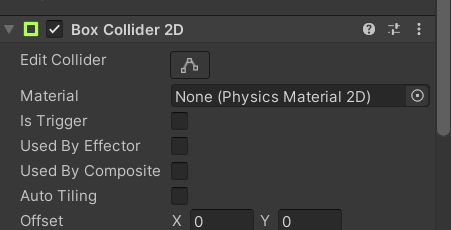 Box Collider 2D
Edit Collider
Material None (Physics Material 2D)
Is Trigger
Used By Effector
Used By Composite
Auto Tiling
Offset X 0 Y 0